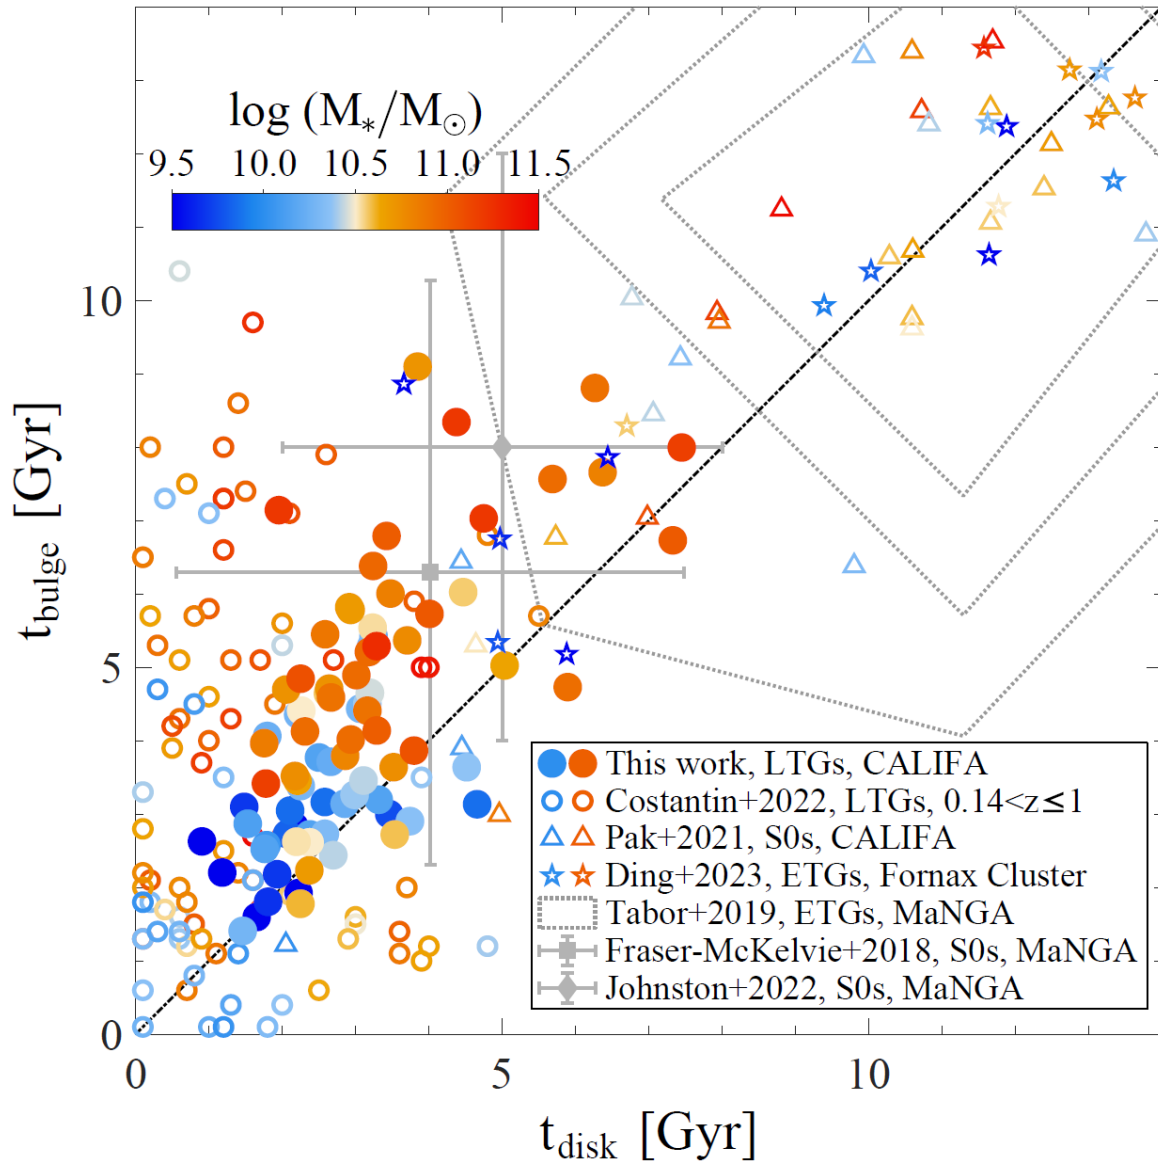 log (M*/M⊙)
9.5 10.0 10.5 11.0 11.5
10
5
0
t_bulge [Gyr]
This work, LTGs, CALIFA
Costantin+2022, LTGs, 0.14<z≤1
Pak+2021, S0s, CALIFA
Ding+2023, ETGs, Fornax Cluster
Tabor+2019, ETGs, MaNGA
Fraser-McKelvie+2018, S0s, MaNGA
Johnston+2022, S0s, MaNGA
0 5 10
t_disk [Gyr]